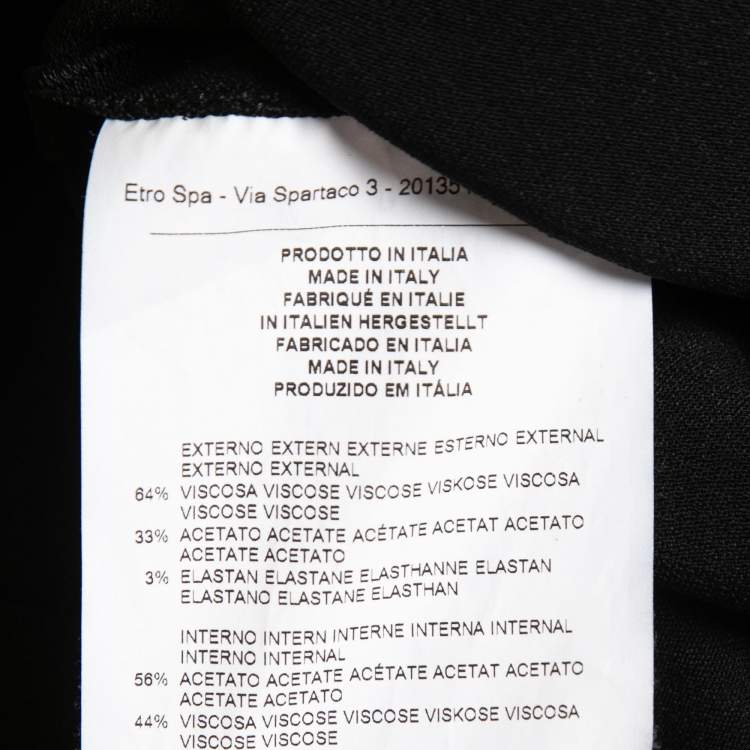 Etro Spa - Via Spartaco 3 - 20135
PRODOTTO IN ITALIA
MADE IN ITALY
FABRIQUÉ EN ITALIE
IN ITALIEN HERGESTELLT
FABRICADO EN ITALIA
MADE IN ITALY
PRODUZIDO EM ITÁLIA
EXTERNO EXTERN EXTERNE ESTERNO EXTERNAL
EXTERNO EXTERNAL
64% VISCOSA VISCOSE VISCOSE VISKOSE VISCOSA
VISCOSE VISCOSE
33% ACETATO ACETATE ACÉTATE ACETAT ACETATO
ACETATE ACETATO
3% ELASTAN ELASTANE ELASTHANNE ELASTAN
ELASTANO ELASTANE ELASTHAN
INTERNO INTERN INTERNE INTERNA INTERNAL
INTERNO INTERNAL
56% ACETATO ACETATE ACÉTATE ACETAT ACETATO
ACETATE ACETATO
44% VISCOSA VISCOSE VISCOSE VISKOSE VISCOSA
VISCOSE VISCOSE